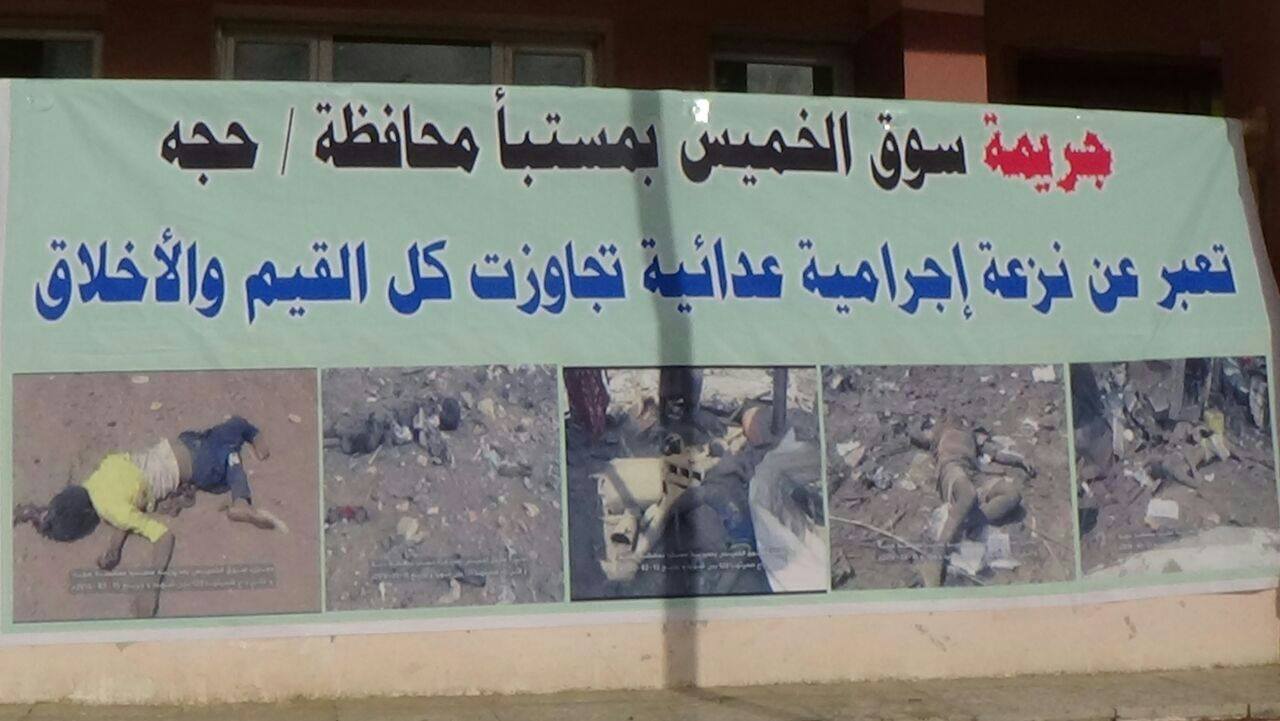 جريمة سوق الخميس بمستبأ محافظة / حجه
تعبر عن نزعة إجرامية عدائية تجاوزت كل القيم والأخلاق